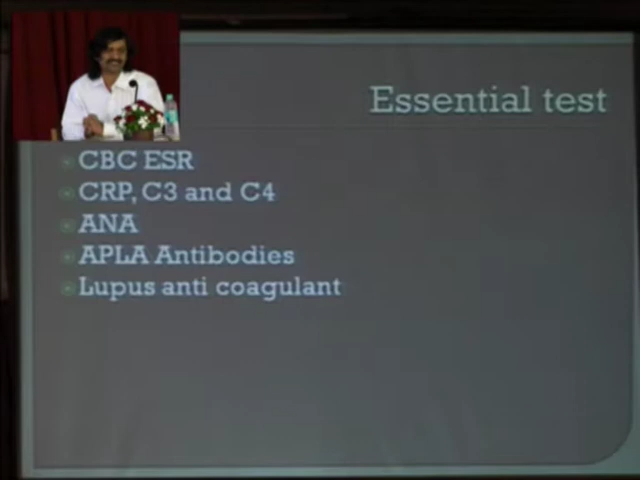 Essential test
CBC ESR
CRP, C3 and C4
ANA
APLA Antibodies
Lupus anti coagulant